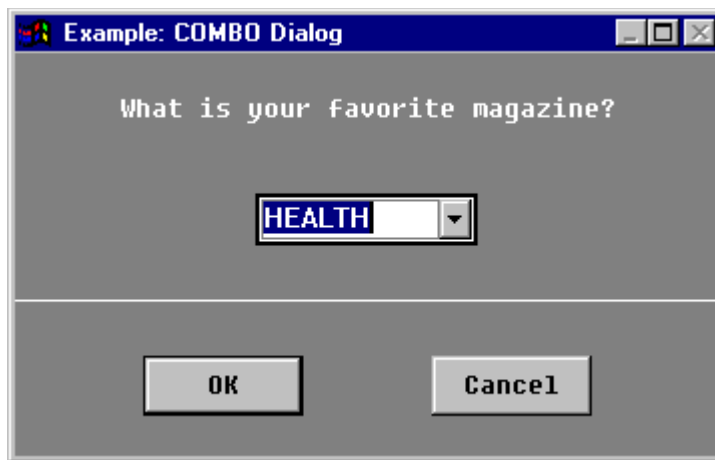 Example: COMBO Dialog
What is your favorite magazine?
HEALTH
OK Cancel